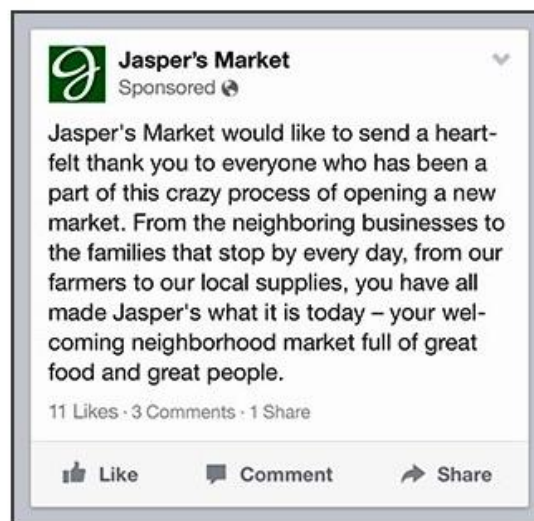 Jasper's Market
Sponsored
Jasper's Market would like to send a heart-
felt thank you to everyone who has been a
part of this crazy process of opening a new
market. From the neighboring businesses to
the families that stop by every day, from our
farmers to our local supplies, you have all
made Jasper's what it is today – your wel-
coming neighborhood market full of great
food and great people.
11 Likes · 3 Comments · 1 Share
Like Comment Share